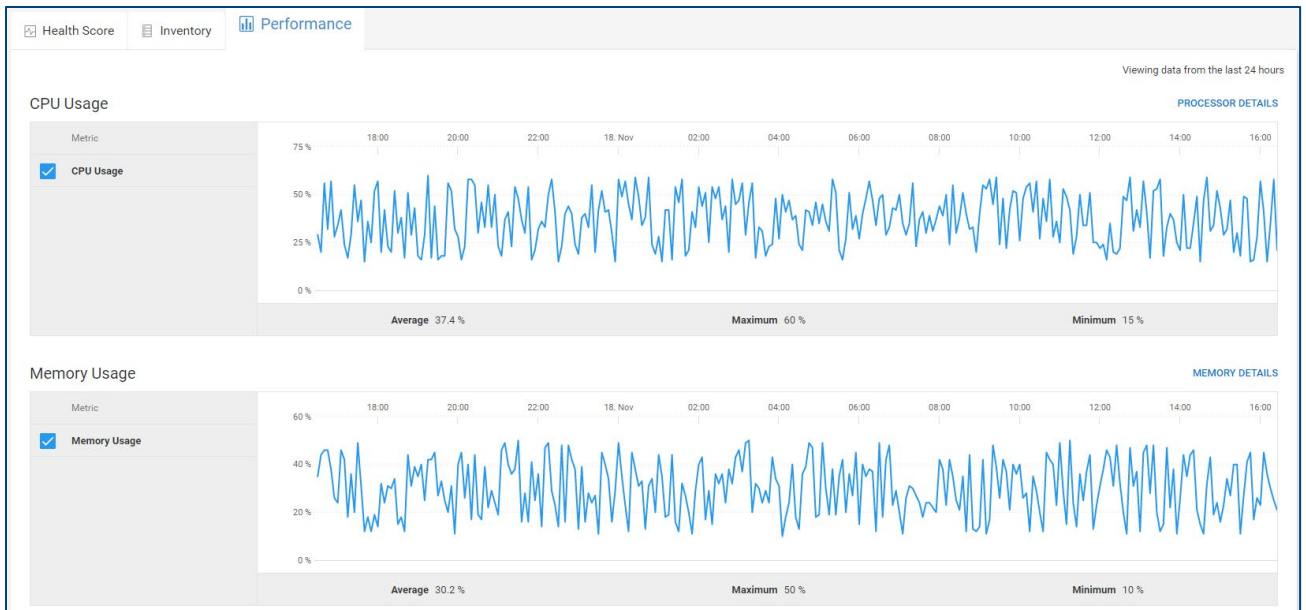 Health Score Inventory Performance
Viewing data from the last 24 hours
CPU Usage PROCESSOR DETAILS
Metric
CPU Usage
18:00 20:00 22:00 18. Nov 02:00 04:00 06:00 08:00 10:00 12:00 14:00 16:00
75 %
50 %
25 %
0 %
Average 37.4 % Maximum 60 % Minimum 15 %
Memory Usage MEMORY DETAILS
Metric
Memory Usage
18:00 20:00 22:00 18. Nov 02:00 04:00 06:00 08:00 10:00 12:00 14:00 16:00
60 %
40 %
20 %
0 %
Average 30.2 % Maximum 50 % Minimum 10 %